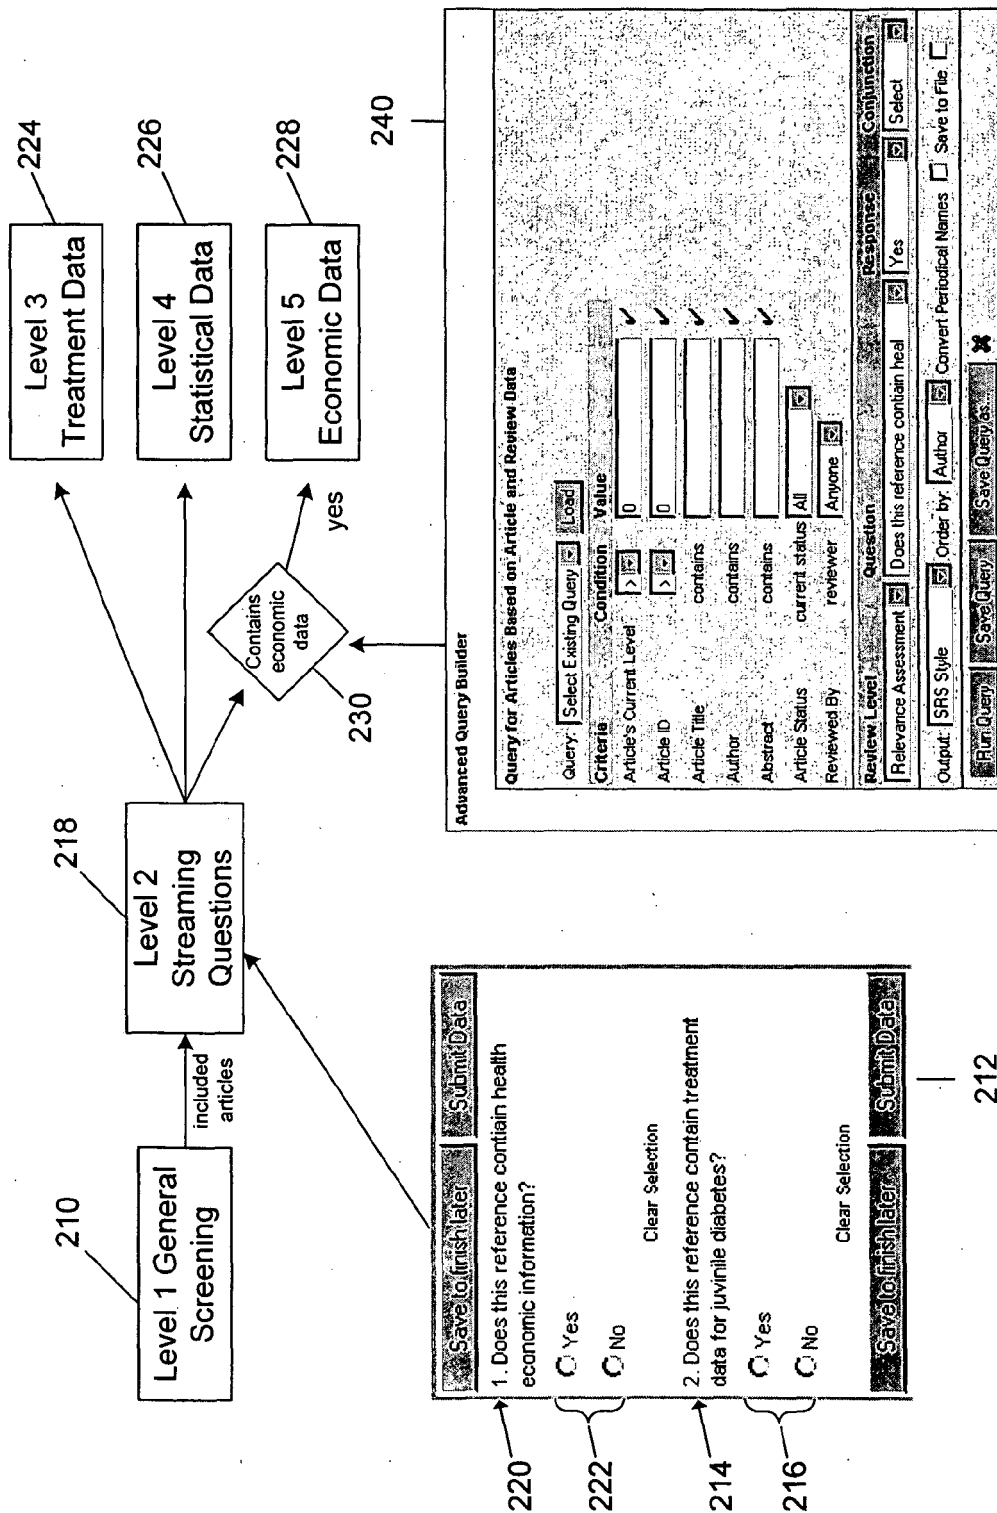 210
Level 1 General
Screening
included
articles
218
Level 2
Streaming
Questions
Level 3
Treatment Data
224
Level 4
Statistical Data
226
Level 5
Economic Data
228
Contains
economic
data
yes
230
240
Save to finish later Submit Data
1. Does this reference contiain health
economic information?
Yes
No
Clear Selection
2. Does this reference contain treatment
data for juvinile diabetes?
Yes
No
Clear Selection
Save to finish later Submit Data
220
222
214
216
212
Advanced Query Builder
Query for Articles Based on Article and Review Data
Query: Select Existing Query Load
Criteria Condition Value
Article's Current Level > 0
Article ID > 0
Article Title contains
Author contains
Abstract contains
Article Status current status All
Reviewed By reviewer Anyone
Review Level Question Response Conjunction
Relevance Assessment Does this reference contiain heal Yes Select
Output: SRS Style Order by: Author Convert Periodical Names Save to File
Run Query Save Query Save Query as...